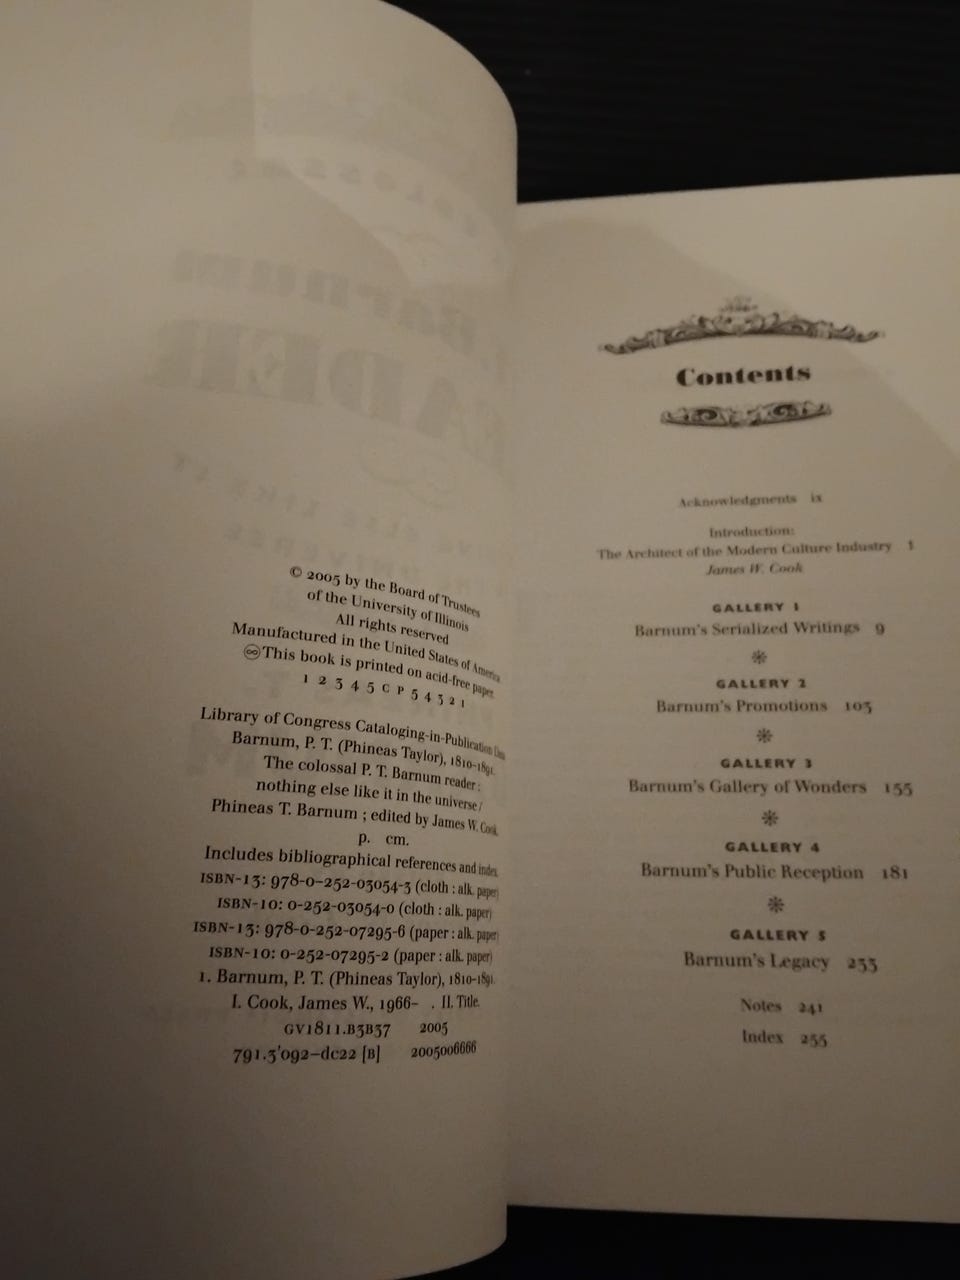 © 2005 by the Board of Trustees
of the University of Illinois
All rights reserved
Manufactured in the United States of America
♾This book is printed on acid-free paper.
1 2 3 4 5 C P 5 4 3 2 1
Library of Congress Cataloging-in-Publication Data
Barnum, P. T. (Phineas Taylor), 1810–1891.
The colossal P. T. Barnum reader :
nothing else like it in the universe /
Phineas T. Barnum ; edited by James W. Cook.
p. cm.
Includes bibliographical references and index.
ISBN-13: 978-0-252-03054-3 (cloth : alk. paper)
ISBN-10: 0-252-03054-0 (cloth : alk. paper)
ISBN-13: 978-0-252-07295-6 (paper : alk. paper)
ISBN-10: 0-252-07295-2 (paper : alk. paper)
1. Barnum, P. T. (Phineas Taylor), 1810–1891.
I. Cook, James W., 1966– . II. Title.
GV1811.B3B37 2005
791.3'092–dc22 [B] 2005006666
Contents
Acknowledgments ix
Introduction:
The Architect of the Modern Culture Industry 1
James W. Cook
GALLERY 1
Barnum's Serialized Writings 9
GALLERY 2
Barnum's Promotions 103
GALLERY 3
Barnum's Gallery of Wonders 155
GALLERY 4
Barnum's Public Reception 181
GALLERY 5
Barnum's Legacy 233
Notes 241
Index 255